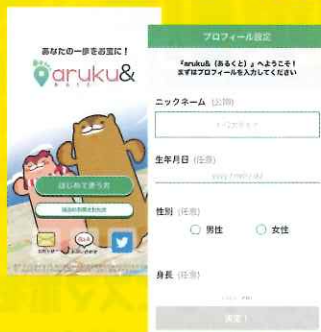 あなたの一歩をお宝に！
aruku&
はじめて使う方
Q&A
プロフィール設定
『aruku&（あるくと）』へようこそ！
まずはプロフィールを入力してください
ニックネーム（公開）
生年月日（任意）
性別（任意）
男性
女性
身長（任意）
決定！